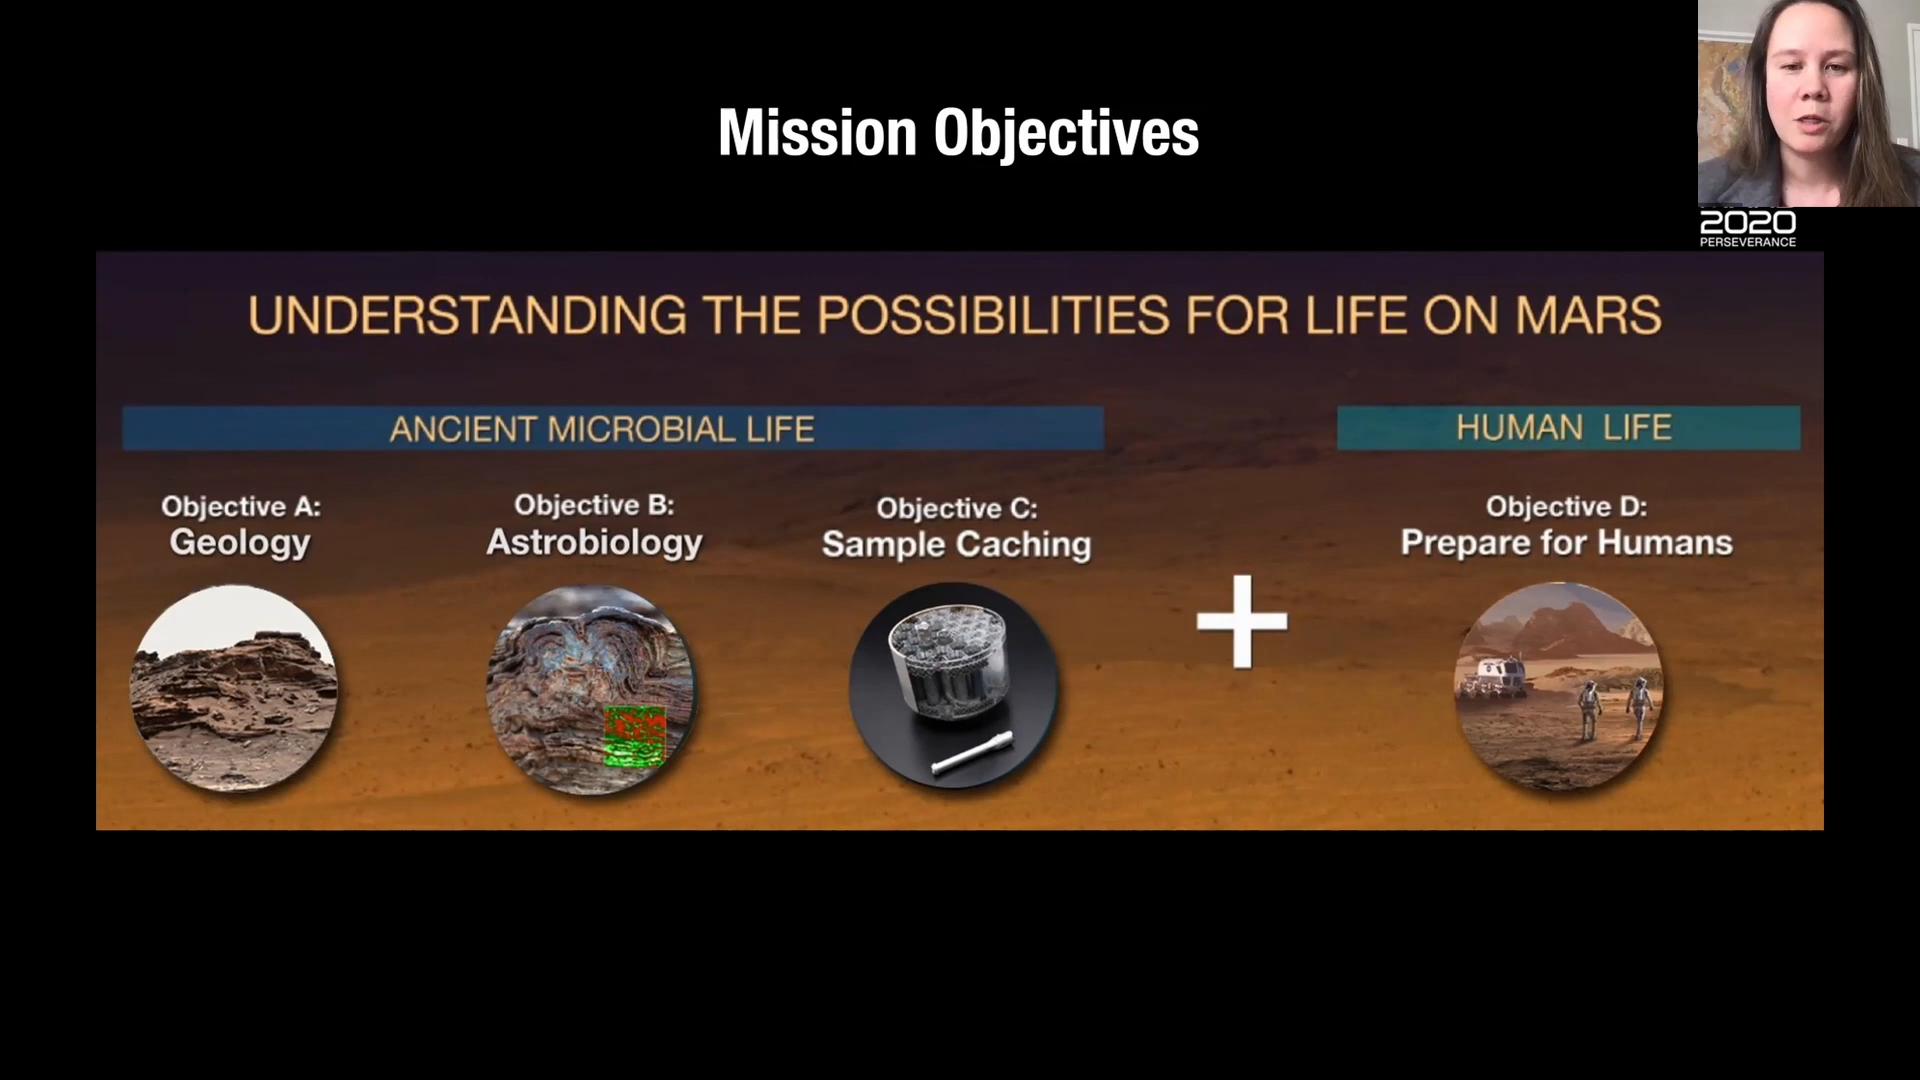 Mission Objectives
2020
PERSEVERANCE
UNDERSTANDING THE POSSIBILITIES FOR LIFE ON MARS
ANCIENT MICROBIAL LIFE
HUMAN LIFE
Objective A:
Geology
Objective B:
Astrobiology
Objective C:
Sample Caching
Objective D:
Prepare for Humans